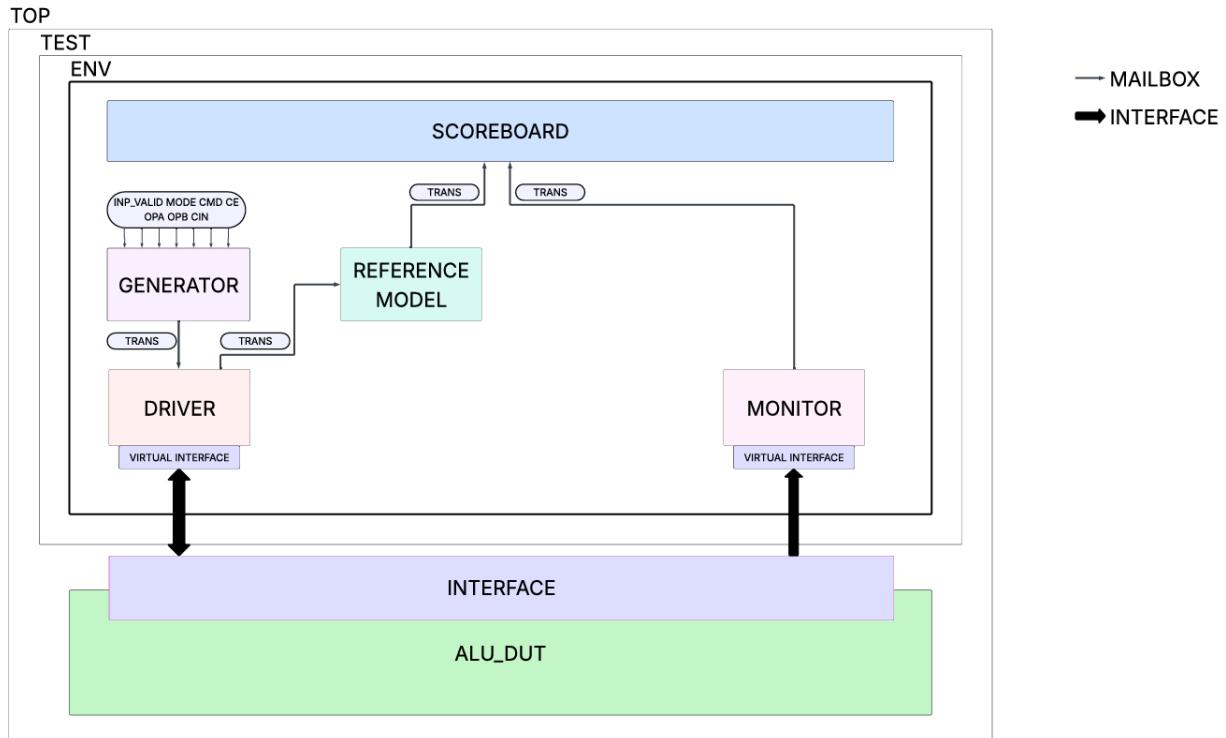 TOP
TEST
ENV
MAILBOX
INTERFACE
SCOREBOARD
TRANS
TRANS
INP_VALID MODE CMD CE
OPA OPB CIN
GENERATOR
REFERENCE
MODEL
TRANS
TRANS
DRIVER
MONITOR
VIRTUAL INTERFACE
VIRTUAL INTERFACE
INTERFACE
ALU_DUT